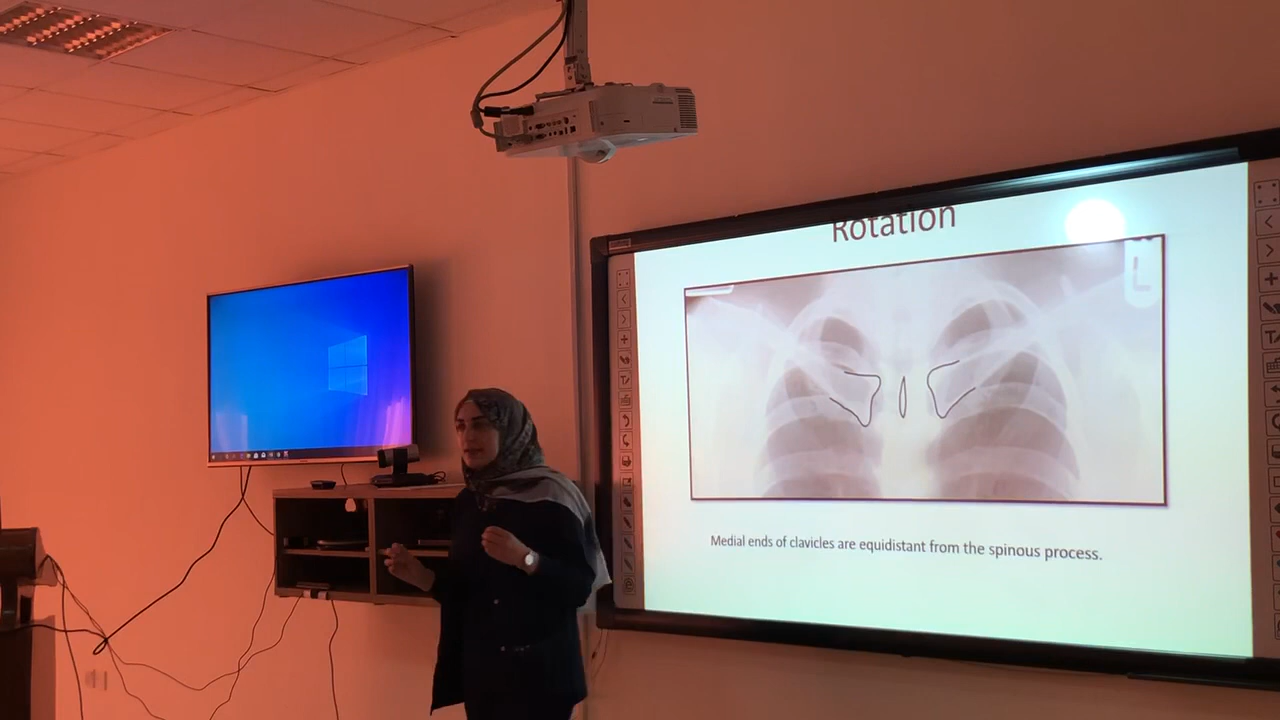 Rotation
L
Medial ends of clavicles are equidistant from the spinous process.